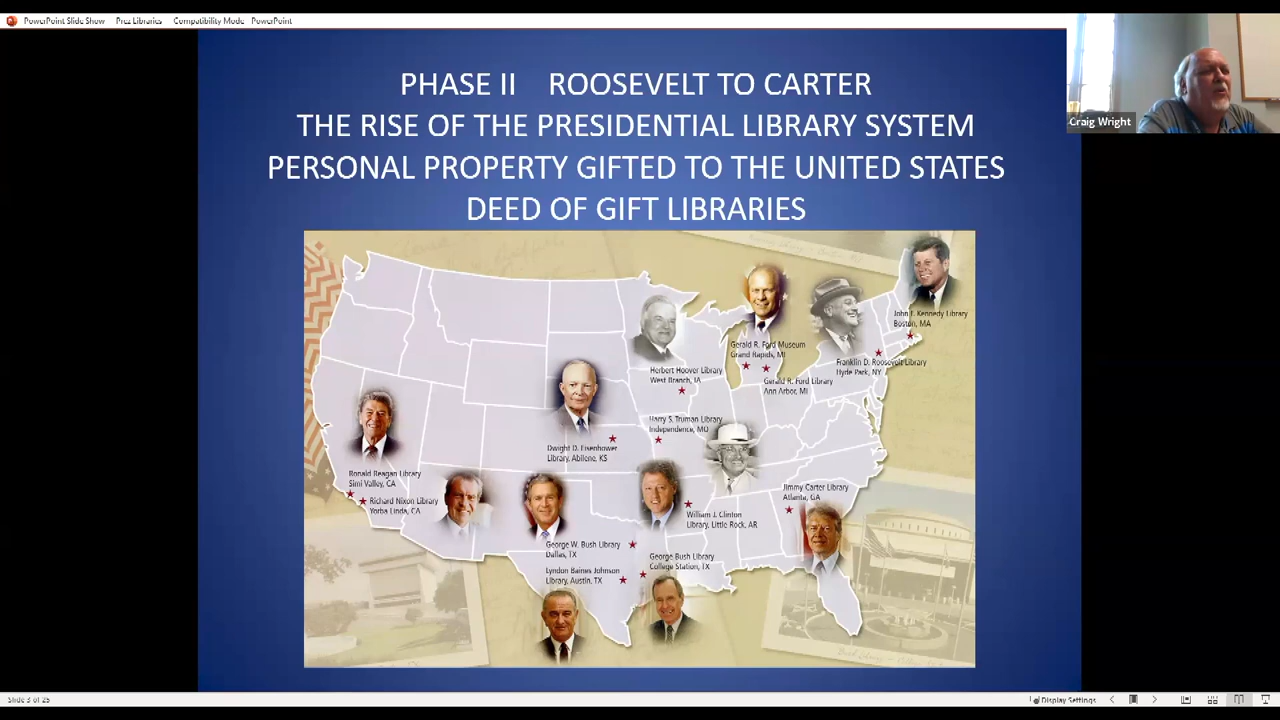 PowerPoint Slide Show   Prez Libraries   Compatibility Mode   PowerPoint
Craig Wright
PHASE II    ROOSEVELT TO CARTER
THE RISE OF THE PRESIDENTIAL LIBRARY SYSTEM
PERSONAL PROPERTY GIFTED TO THE UNITED STATES
DEED OF GIFT LIBRARIES
John F. Kennedy Library
Boston, MA
Gerald R. Ford Museum
Grand Rapids, MI
Franklin D. Roosevelt Library
Hyde Park, NY
Herbert Hoover Library
West Branch, IA
Gerald R. Ford Library
Ann Arbor, MI
Harry S. Truman Library
Independence, MO
Dwight D. Eisenhower
Library, Abilene, KS
Ronald Reagan Library
Simi Valley, CA
Richard Nixon Library
Yorba Linda, CA
Jimmy Carter Library
Atlanta, GA
William J. Clinton
Library, Little Rock, AR
George W. Bush Library
Dallas, TX
George Bush Library
College Station, TX
Lyndon Baines Johnson
Library, Austin, TX
Slide 3 of 25
Display Settings